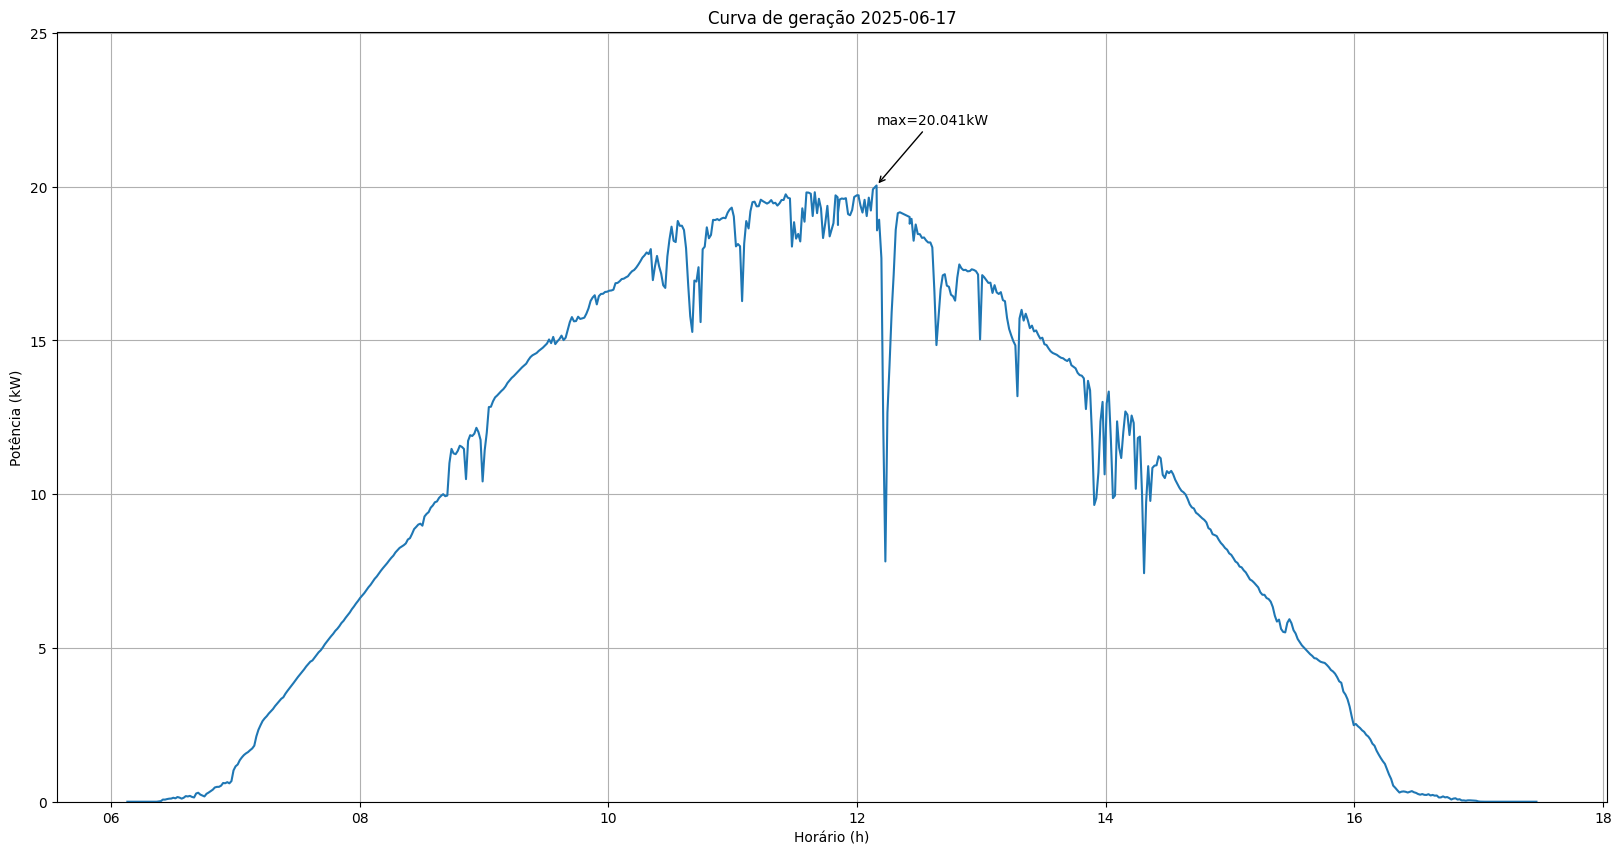 Curva de geração 2025-06-17
25
max=20.041kW
20
15
Potência (kW)
10
5
0
06 08 10 12 14 16 18
Horário (h)